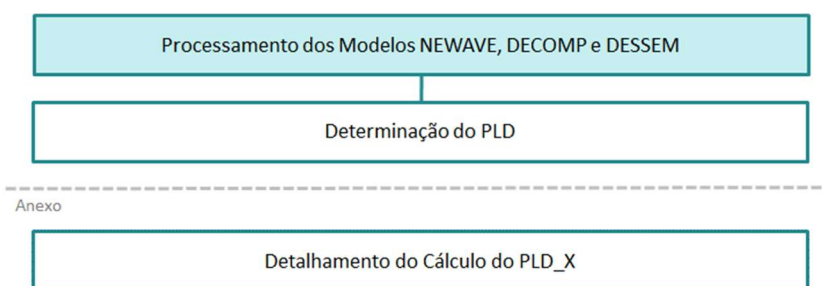 Processamento dos Modelos NEWAVE, DECOMP e DESSEM
Determinação do PLD
Anexo
Detalhamento do Cálculo do PLD_X